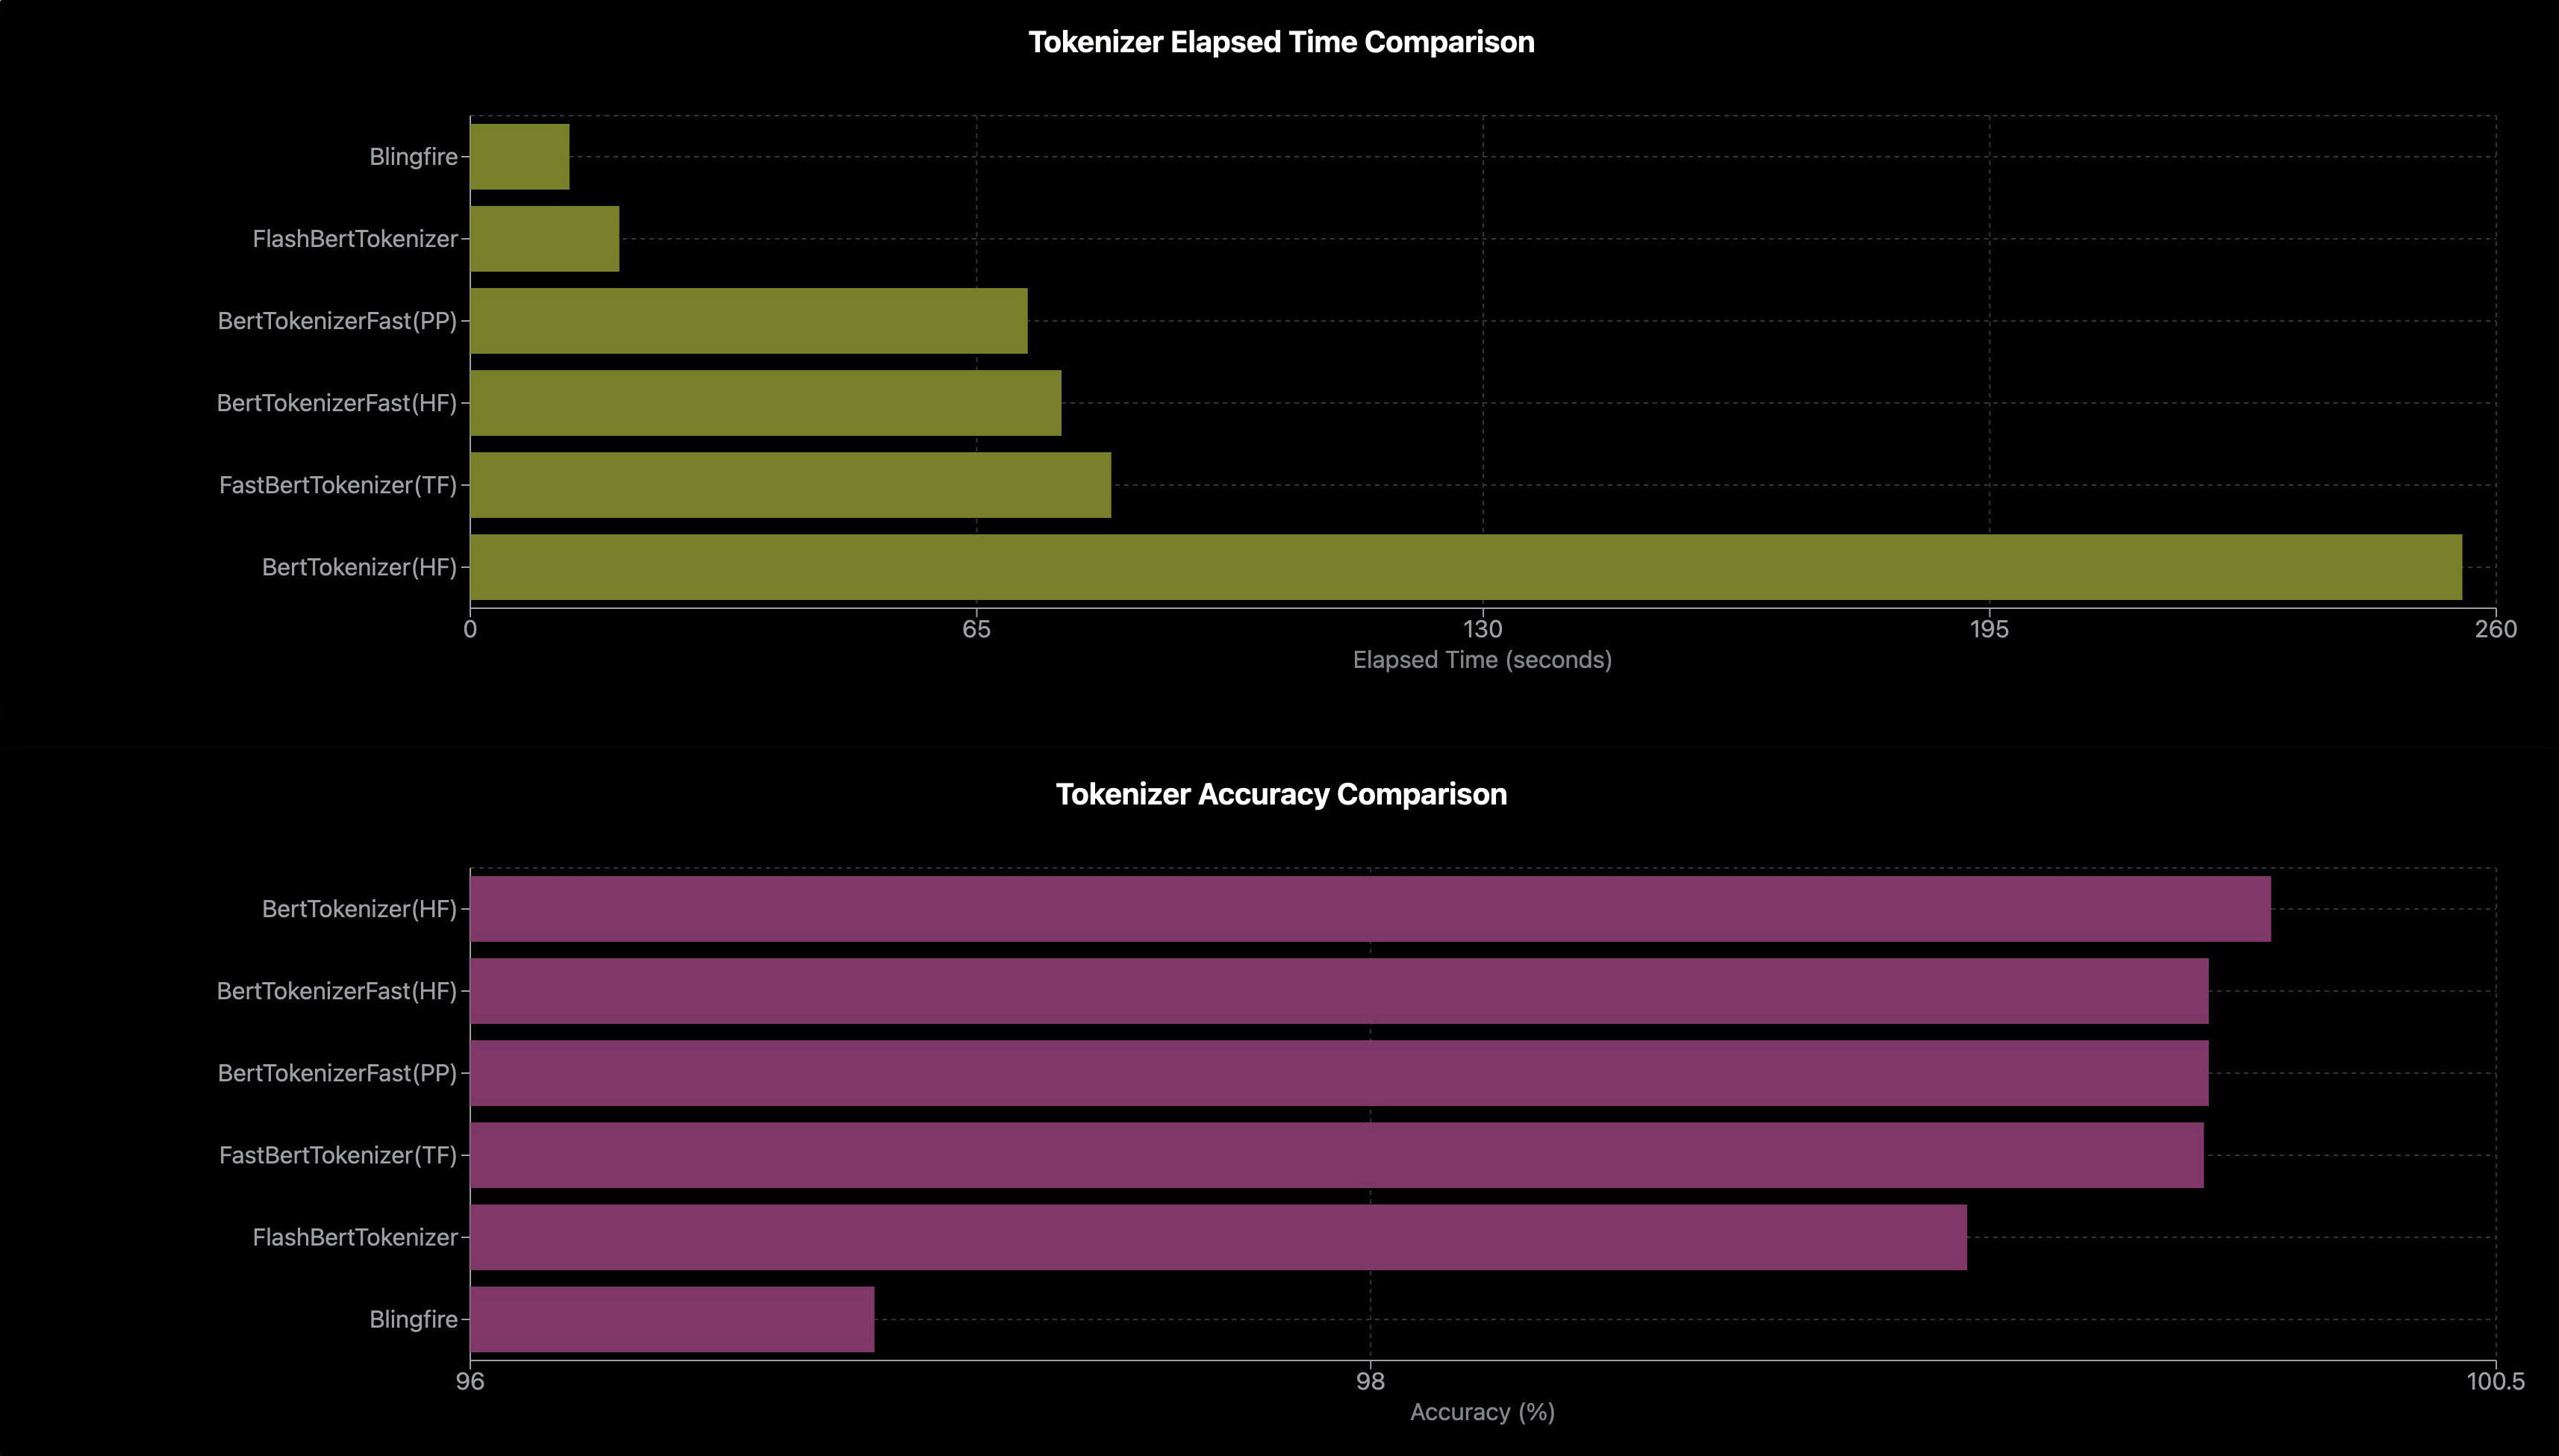 Tokenizer Elapsed Time Comparison
Blingfire
FlashBertTokenizer
BertTokenizerFast(PP)
BertTokenizerFast(HF)
FastBertTokenizer(TF)
BertTokenizer(HF)
0 65 130 195 260
Elapsed Time (seconds)
Tokenizer Accuracy Comparison
BertTokenizer(HF)
BertTokenizerFast(HF)
BertTokenizerFast(PP)
FastBertTokenizer(TF)
FlashBertTokenizer
Blingfire
96 98 100.5
Accuracy (%)